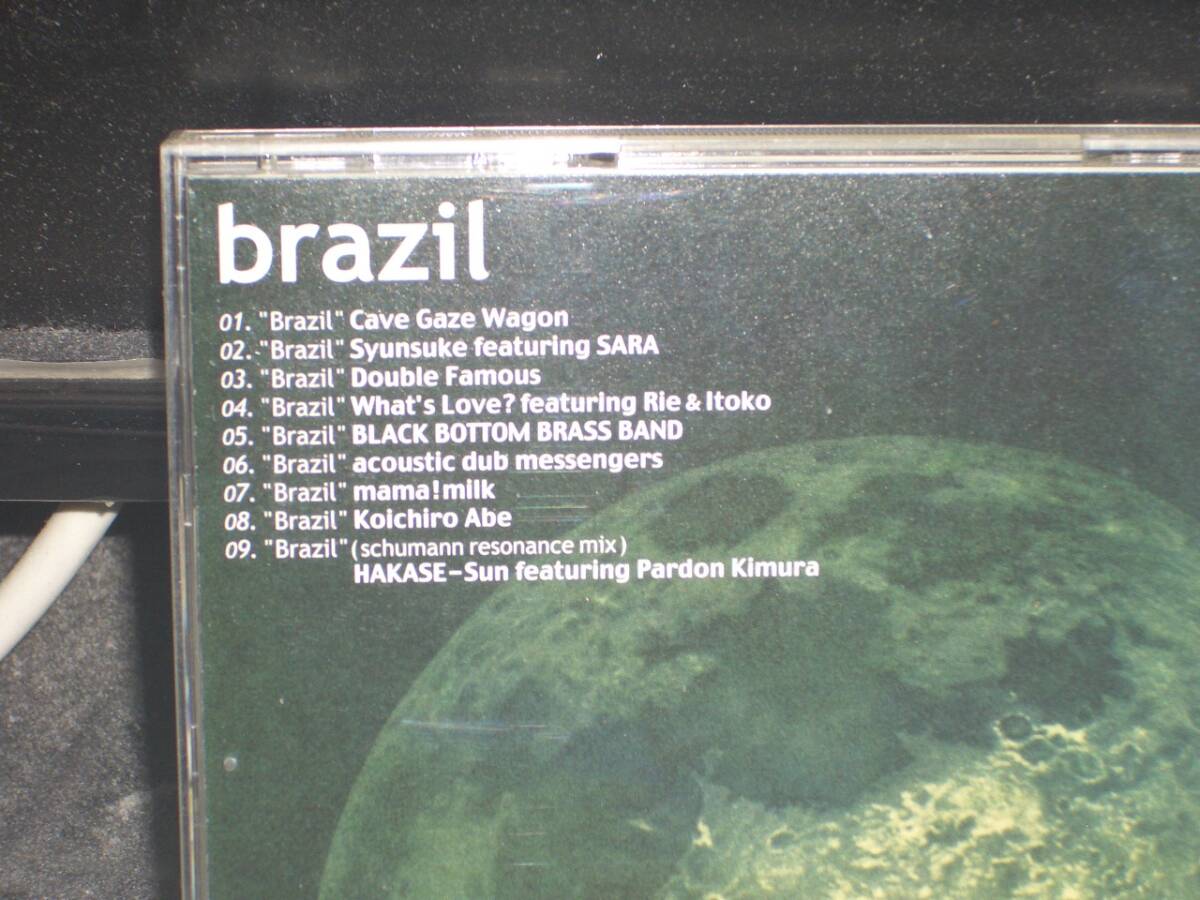 brazil
01. "Brazil" Cave Gaze Wagon
02. "Brazil" Syunsuke featuring SARA
03. "Brazil" Double Famous
04. "Brazil" What's Love? featuring Rie & Itoko
05. "Brazil" BLACK BOTTOM BRASS BAND
06. "Brazil" acoustic dub messengers
07. "Brazil" mama!milk
08. "Brazil" Koichiro Abe
09. "Brazil" (schumann resonance mix)
HAKASE-Sun featuring Pardon Kimura